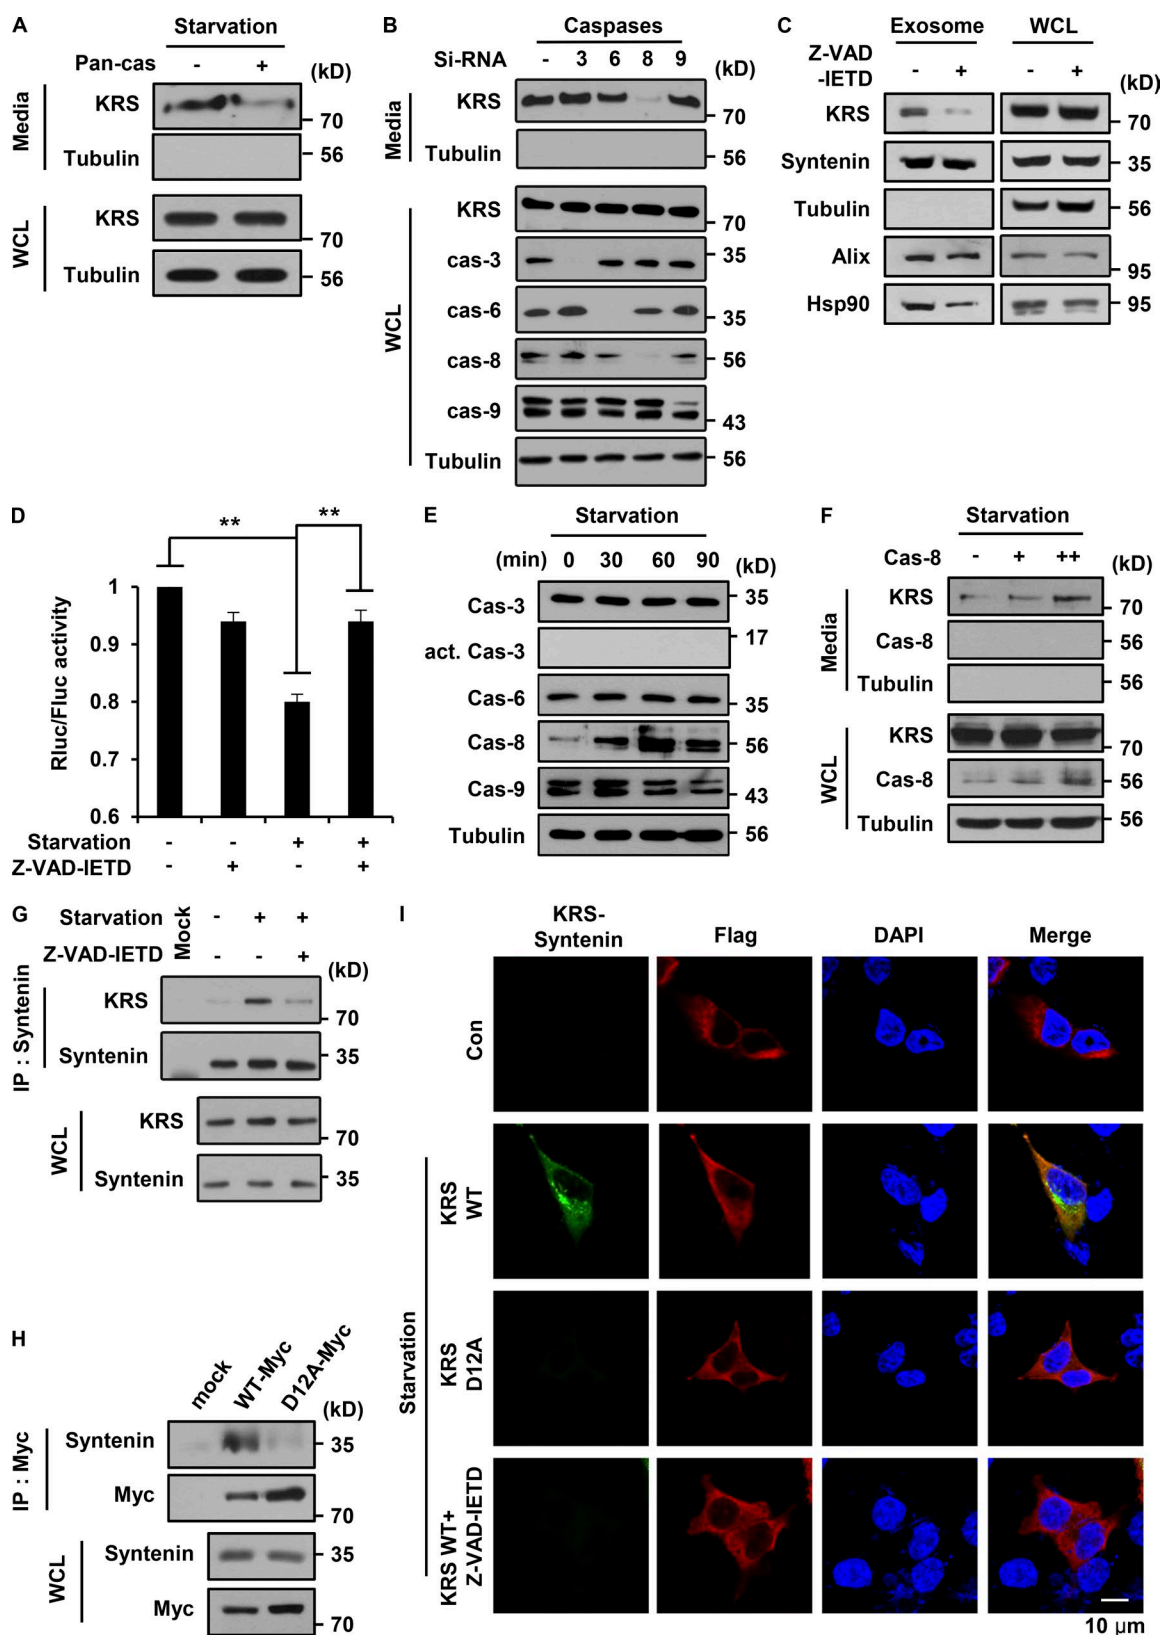 A
Starvation
Pan-cas - + (kD)
Media
KRS 70
Tubulin 56
WCL
KRS 70
Tubulin 56
B
Caspases
Si-RNA - 3 6 8 9 (kD)
Media
KRS 70
Tubulin 56
WCL
KRS 70
cas-3 35
cas-6 35
cas-8 56
cas-9 43
Tubulin 56
C
Exosome WCL
Z-VAD
-IETD - + - + (kD)
KRS 70
Syntenin 35
Tubulin 56
Alix 95
Hsp90 95
D
** **
Rluc/Fluc activity
1
0.9
0.8
0.7
0.6
Starvation - - + +
Z-VAD-IETD - + - +
E
Starvation
(min) 0 30 60 90 (kD)
Cas-3 35
act. Cas-3 17
Cas-6 35
Cas-8 56
Cas-9 43
Tubulin 56
F
Starvation
Cas-8 - + ++ (kD)
Media
KRS 70
Cas-8 56
Tubulin 56
WCL
KRS 70
Cas-8 56
Tubulin 56
G
Starvation Mock - + +
Z-VAD-IETD - - + (kD)
IP : Syntenin
KRS 70
Syntenin 35
WCL
KRS 70
Syntenin 35
H
mock WT-Myc D12A-Myc (kD)
IP : Myc
Syntenin 35
Myc 70
WCL
Syntenin 35
Myc 70
I
KRS-
Syntenin Flag DAPI Merge
Con
Starvation
KRS
WT
KRS
D12A
KRS WT+
Z-VAD-IETD
10 μm